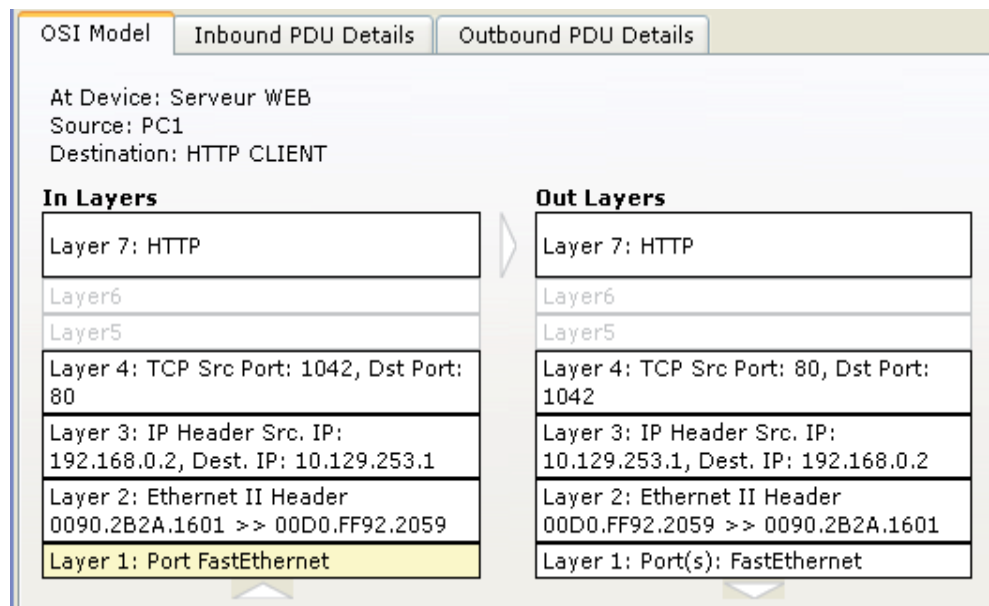 OSI Model
Inbound PDU Details
Outbound PDU Details
At Device: Serveur WEB
Source: PC1
Destination: HTTP CLIENT
In Layers
Layer 7: HTTP
Layer6
Layer5
Layer 4: TCP Src Port: 1042, Dst Port:
80
Layer 3: IP Header Src. IP:
192.168.0.2, Dest. IP: 10.129.253.1
Layer 2: Ethernet II Header
0090.2B2A.1601 >> 00D0.FF92.2059
Layer 1: Port FastEthernet
Out Layers
Layer 7: HTTP
Layer6
Layer5
Layer 4: TCP Src Port: 80, Dst Port:
1042
Layer 3: IP Header Src. IP:
10.129.253.1, Dest. IP: 192.168.0.2
Layer 2: Ethernet II Header
00D0.FF92.2059 >> 0090.2B2A.1601
Layer 1: Port(s): FastEthernet